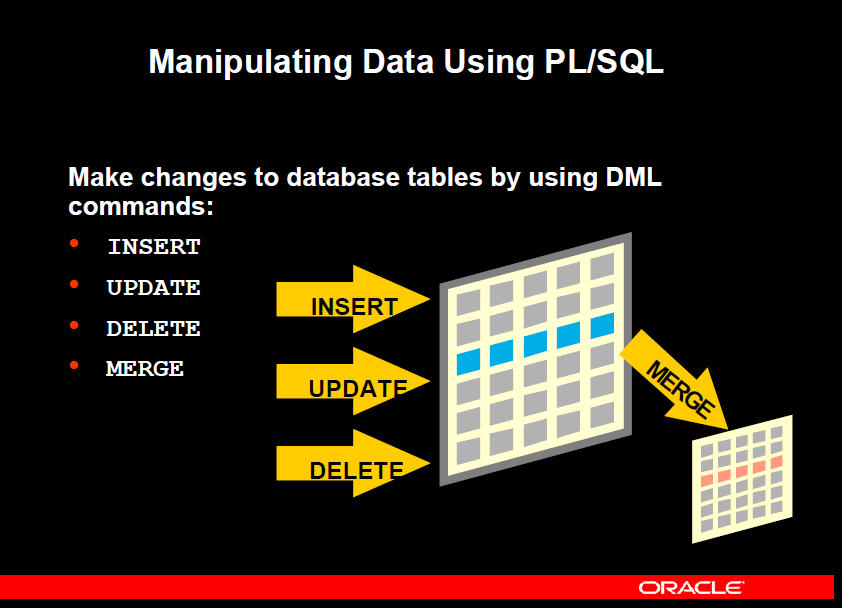 Manipulating Data Using PL/SQL
Make changes to database tables by using DML
commands:
• INSERT
• UPDATE
• DELETE
• MERGE
INSERT
UPDATE
DELETE
MERGE
ORACLE